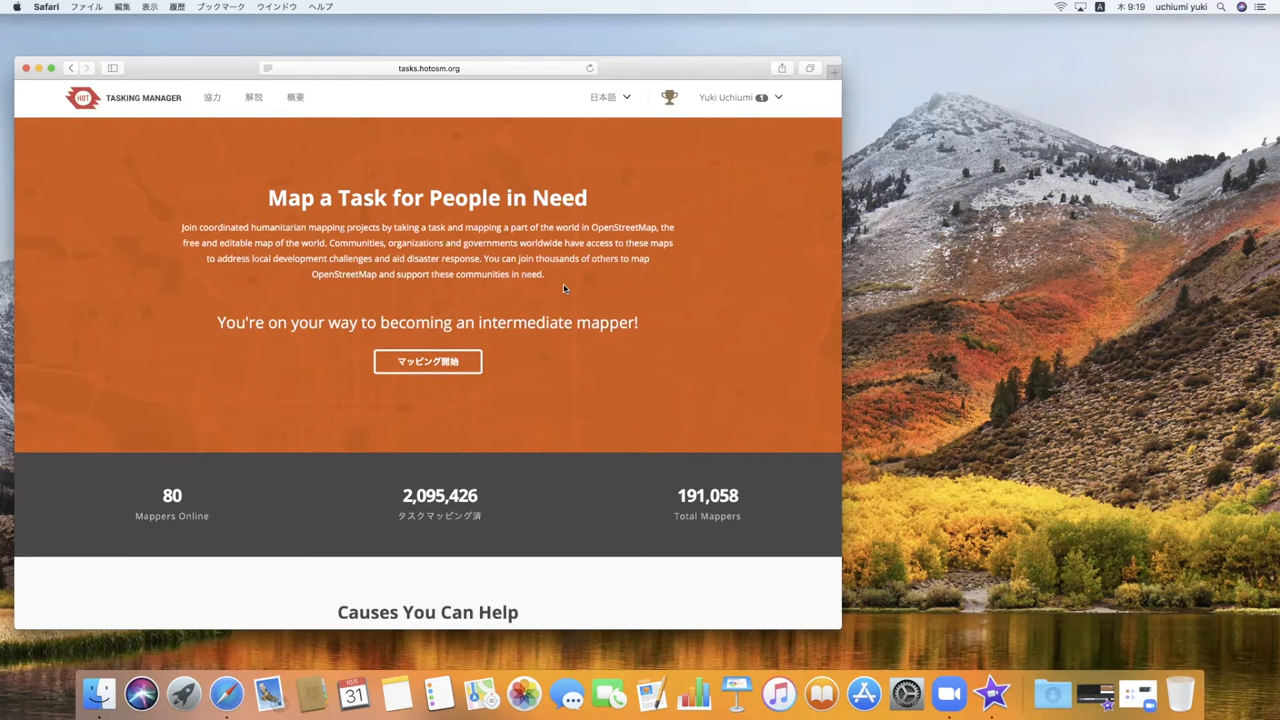 Safari ファイル 編集 表示 履歴 ブックマーク ウインドウ ヘルプ A 木 9:19 uchiumi yuki
tasks.hotosm.org
HOT TASKING MANAGER 協力 解説 概要 日本語 Yuki Uchiumi 1
Map a Task for People in Need
Join coordinated humanitarian mapping projects by taking a task and mapping a part of the world in OpenStreetMap, the
free and editable map of the world. Communities, organizations and governments worldwide have access to these maps
to address local development challenges and aid disaster response. You can join thousands of others to map
OpenStreetMap and support these communities in need.
You're on your way to becoming an intermediate mapper!
マッピング開始
80 2,095,426 191,058
Mappers Online タスクマッピング済 Total Mappers
Causes You Can Help
10月
31